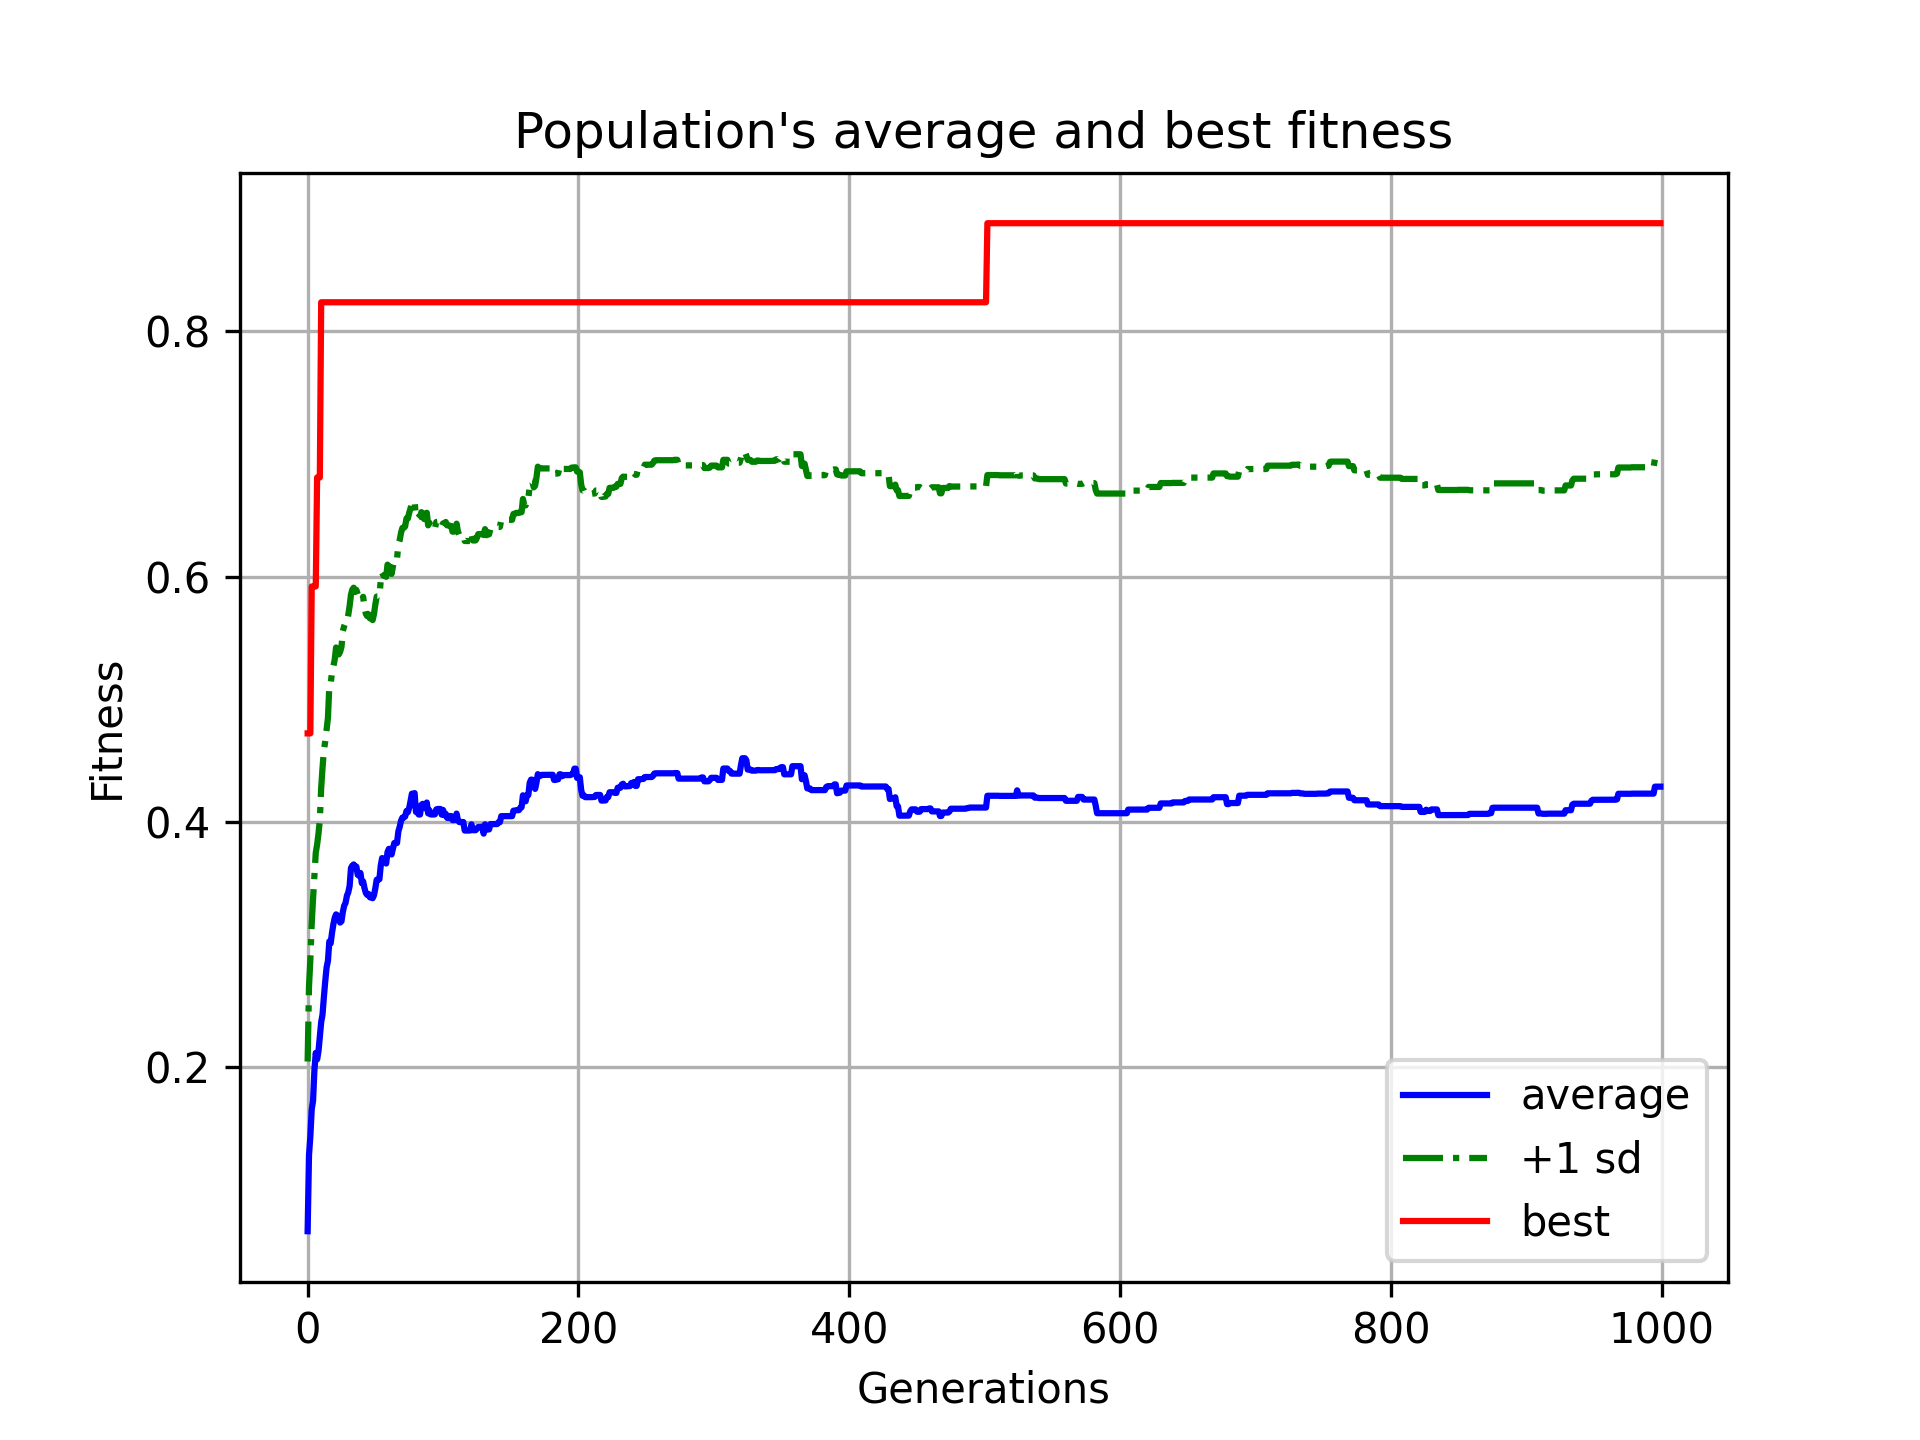 Population's average and best fitness
Fitness
0.8
0.6
0.4
0.2
0 200 400 600 800 1000
Generations
average
+1 sd
best